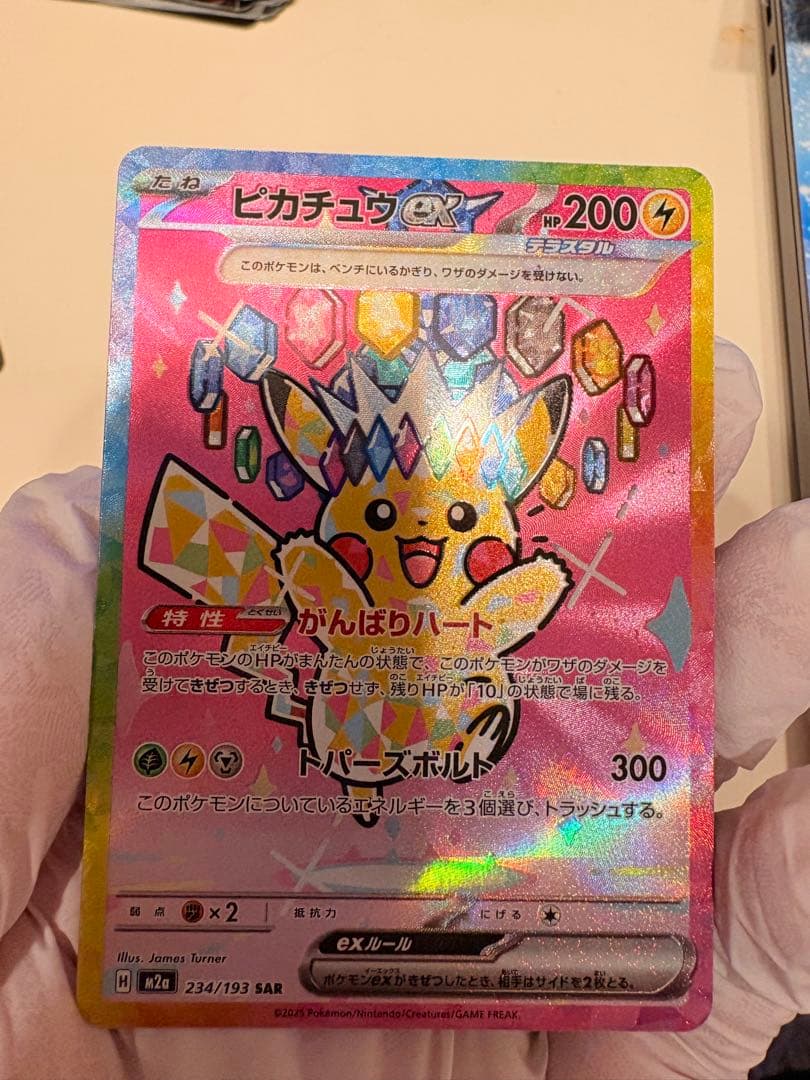 たね ピカチュウex HP200
テラスタル
このポケモンは、ベンチにいるかぎり、ワザのダメージを受けない。
特性 とくせい がんばりハート
このポケモンのHPがまんたんの状態で、このポケモンがワザのダメージを
受けてきぜつするとき、きぜつせず、残りHPが「10」の状態で場に残る。
トパーズボルト 300
このポケモンについているエネルギーを3個選び、トラッシュする。
弱点 ×2 抵抗力 にげる
exルール
ポケモンexがきぜつしたとき、相手はサイドを2枚とる。
Illus. James Turner
H M2a 234/193 SAR
©2025 Pokémon/Nintendo/Creatures/GAME FREAK.